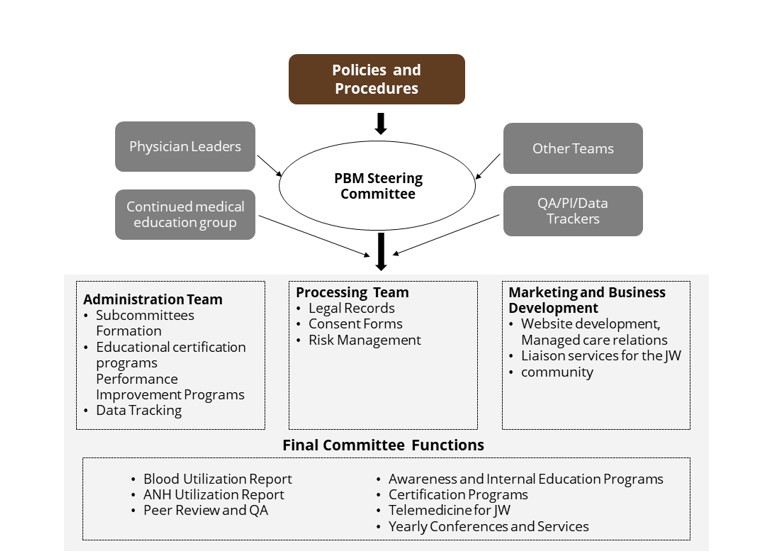 Policies and
Procedures
Physician Leaders
Other Teams
PBM Steering
Committee
Continued medical
education group
QA/PI/Data
Trackers
Administration Team
• Subcommittees
Formation
• Educational certification
programs
Performance
Improvement Programs
• Data Tracking
Processing Team
• Legal Records
• Consent Forms
• Risk Management
Marketing and Business
Development
• Website development,
Managed care relations
• Liaison services for the JW
• community
Final Committee Functions
• Blood Utilization Report
• ANH Utilization Report
• Peer Review and QA
• Awareness and Internal Education Programs
• Certification Programs
• Telemedicine for JW
• Yearly Conferences and Services